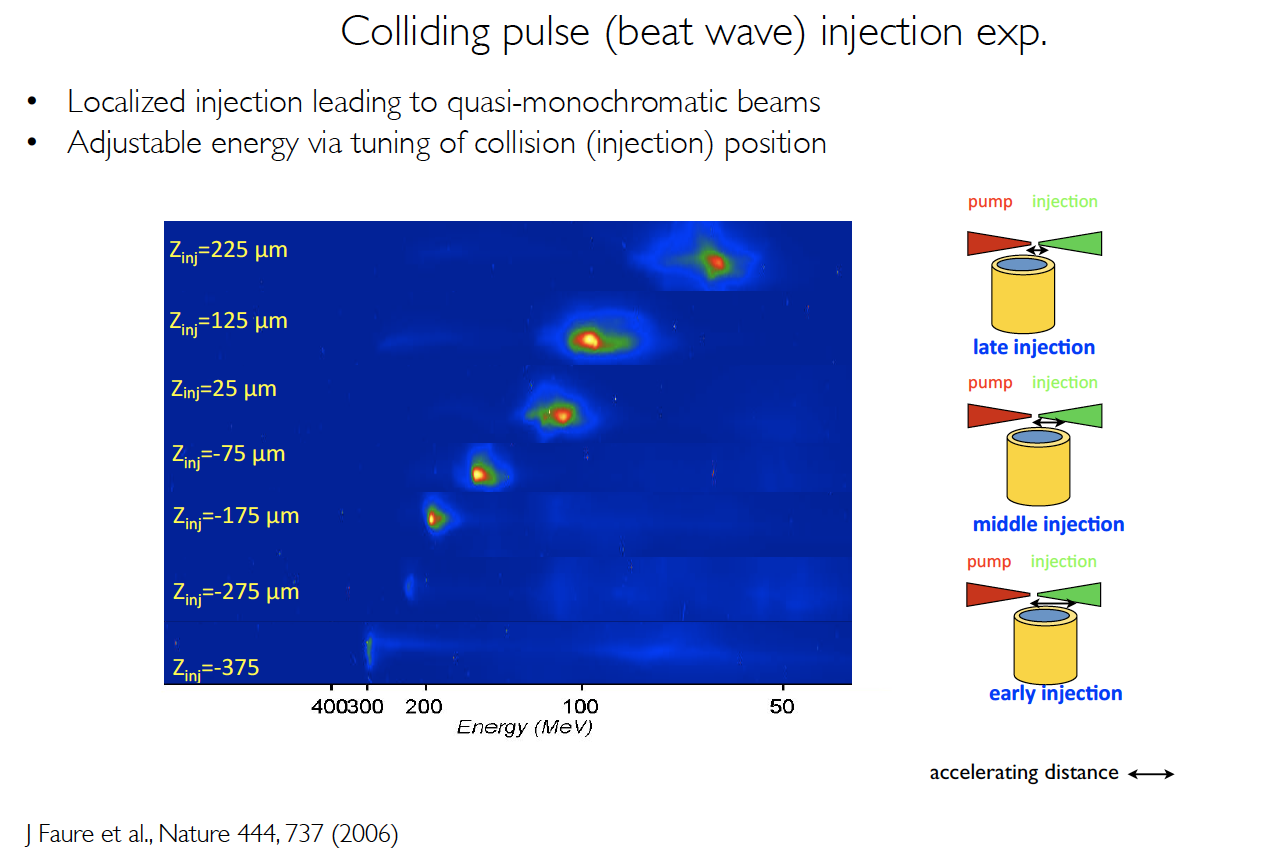 Colliding pulse (beat wave) injection exp.
• Localized injection leading to quasi-monochromatic beams
• Adjustable energy via tuning of collision (injection) position
Zinj=225 μm
Zinj=125 μm
Zinj=25 μm
Zinj=-75 μm
Zinj=-175 μm
Zinj=-275 μm
Zinj=-375
400 300 200 100 50
Energy (MeV)
pump injection
late injection
pump injection
middle injection
pump injection
early injection
accelerating distance
J Faure et al., Nature 444, 737 (2006)